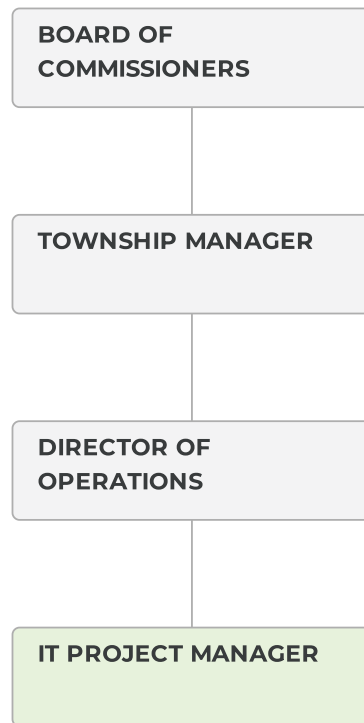 BOARD OF
COMMISSIONERS
TOWNSHIP MANAGER
DIRECTOR OF
OPERATIONS
IT PROJECT MANAGER